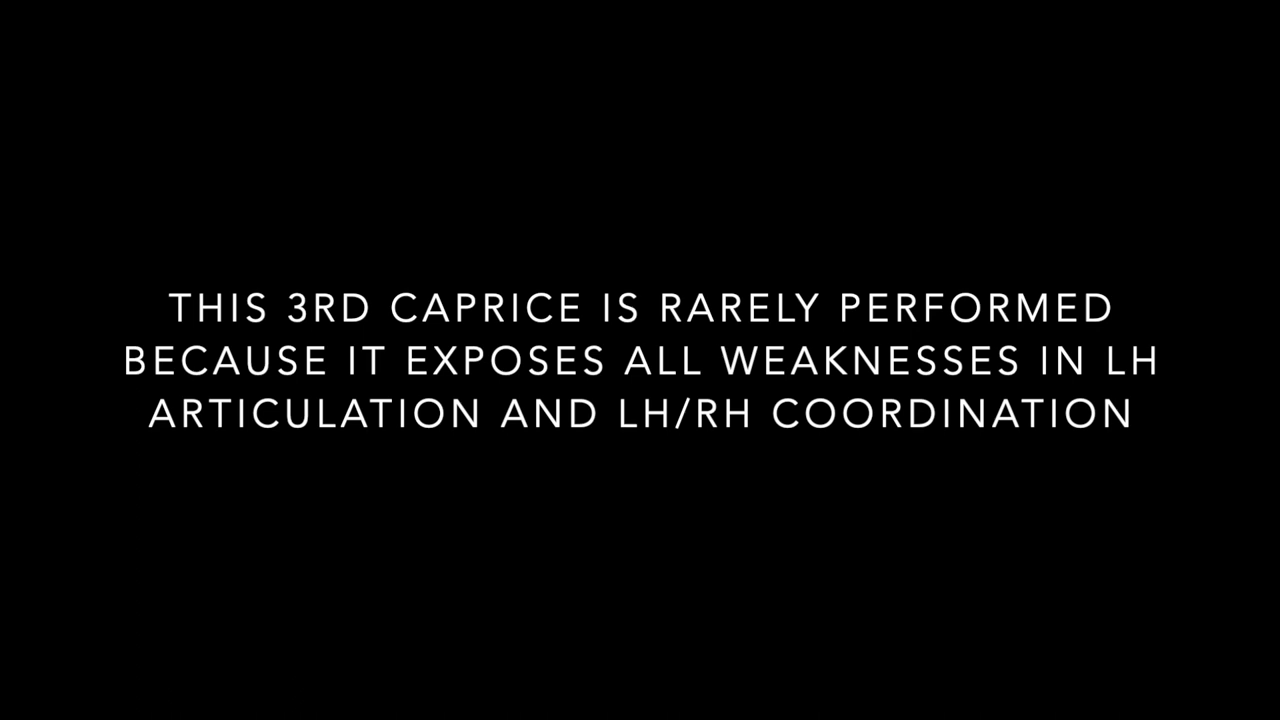 THIS 3RD CAPRICE IS RARELY PERFORMED
BECAUSE IT EXPOSES ALL WEAKNESSES IN LH
ARTICULATION AND LH/RH COORDINATION